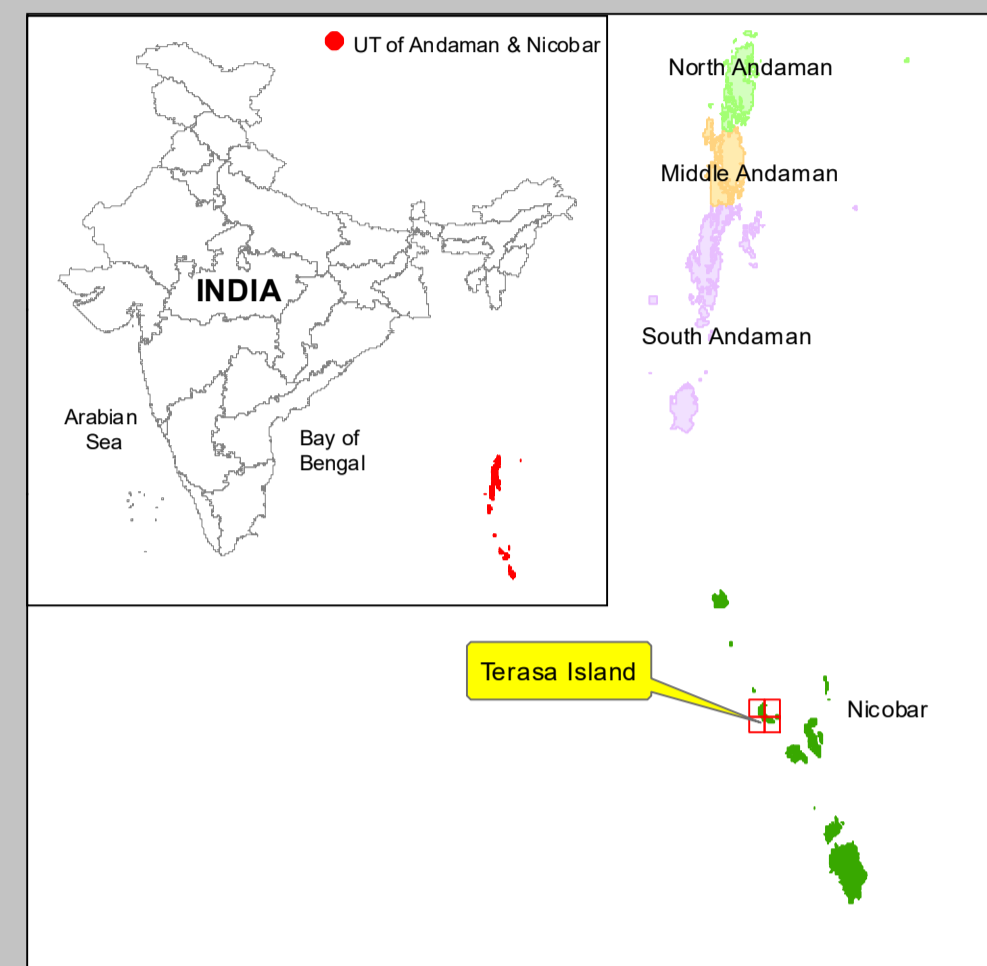 UT of Andaman & Nicobar
INDIA
Arabian
Sea
Bay of
Bengal
North Andaman
Middle Andaman
South Andaman
Terasa Island
Nicobar